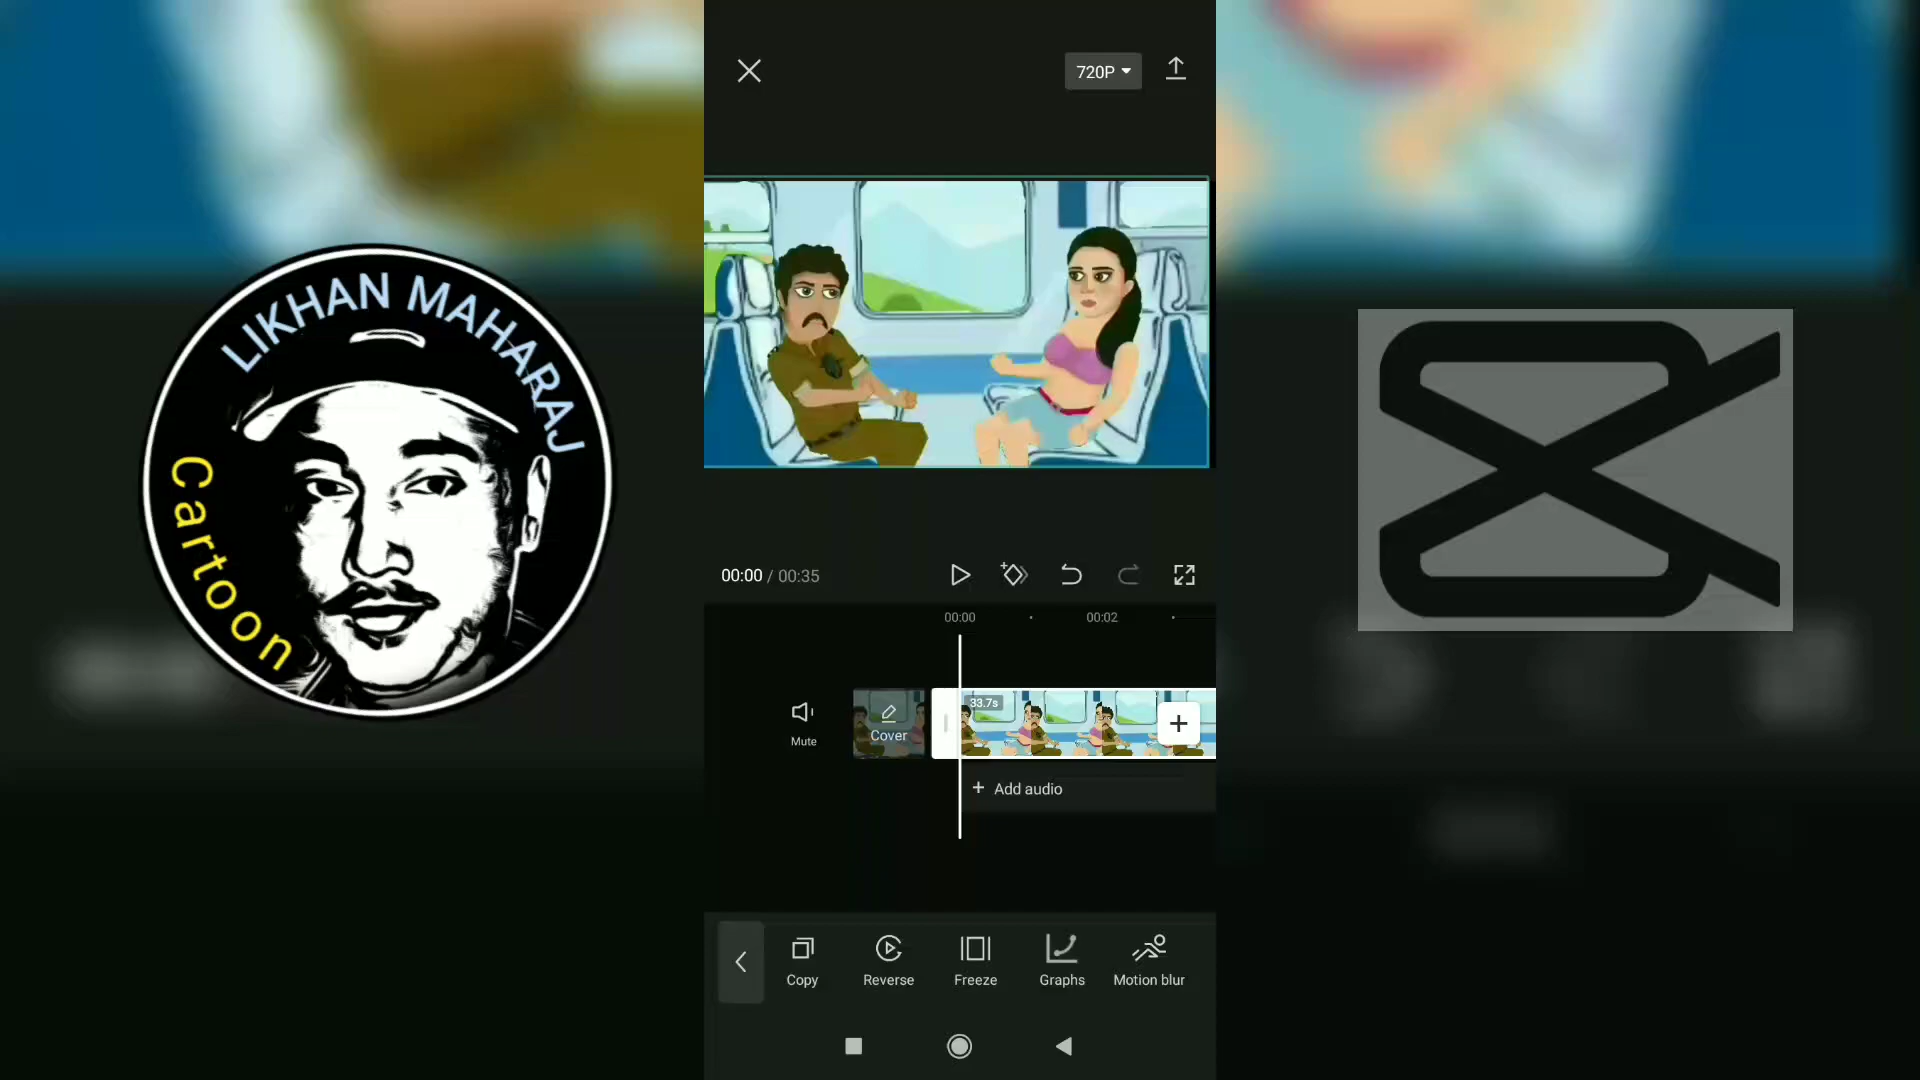 LIKHAN MAHARAJ
Cartoon
720P
00:00 / 00:35
00:00
00:02
33.7s
Mute
Cover
+ Add audio
Copy
Reverse
Freeze
Graphs
Motion blur